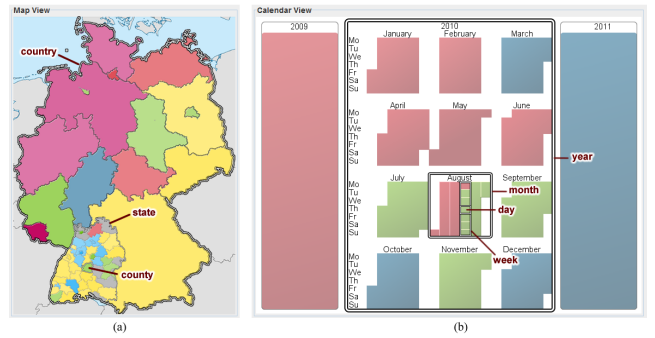 Map View
country
state
county
(a)
Calendar View
2009
2010
2011
January
February
March
Mo
Tu
We
Th
Fr
Sa
Su
April
May
June
Mo
Tu
We
Th
Fr
Sa
Su
year
July
August
September
Mo
Tu
We
Th
Fr
Sa
Su
month
day
week
October
November
December
Mo
Tu
We
Th
Fr
Sa
Su
(b)